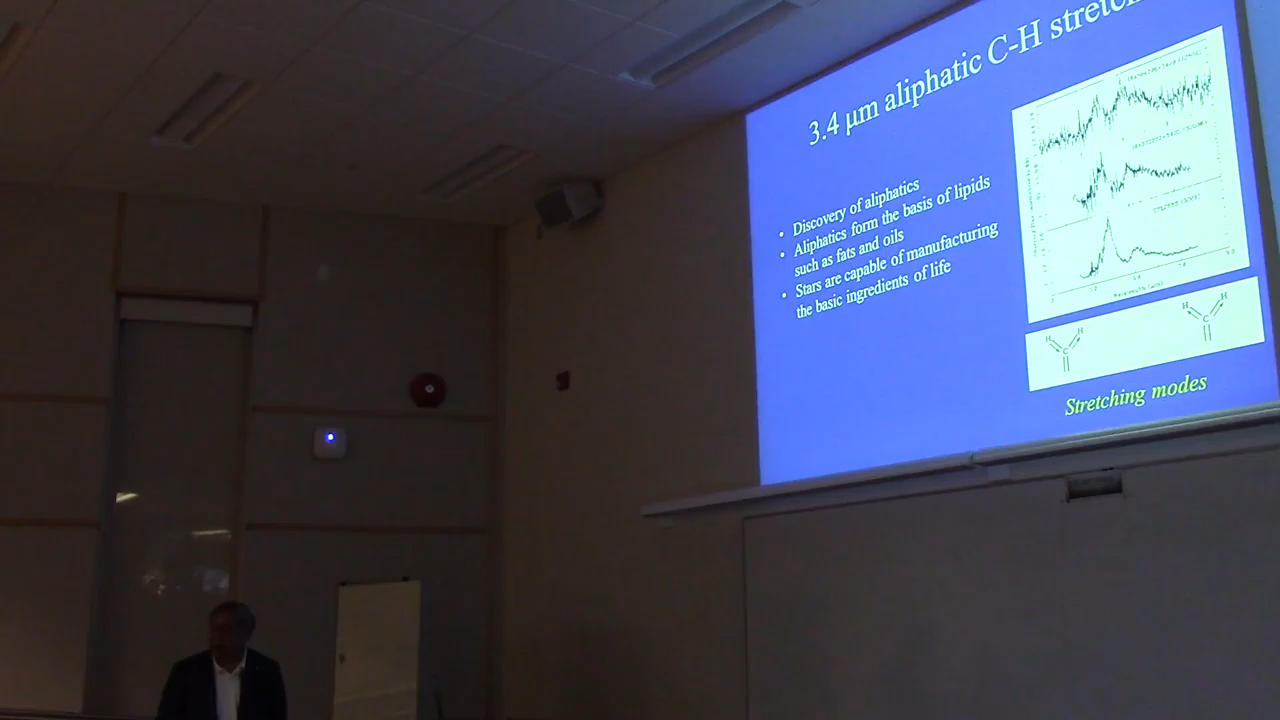 3.4 μm aliphatic C-H
• Discovery of aliphatics
• Aliphatics form the basis of lipids
such as fats and oils
• Stars are capable of manufacturing
the basic ingredients of life
H H
C
H H
C
Stretching modes